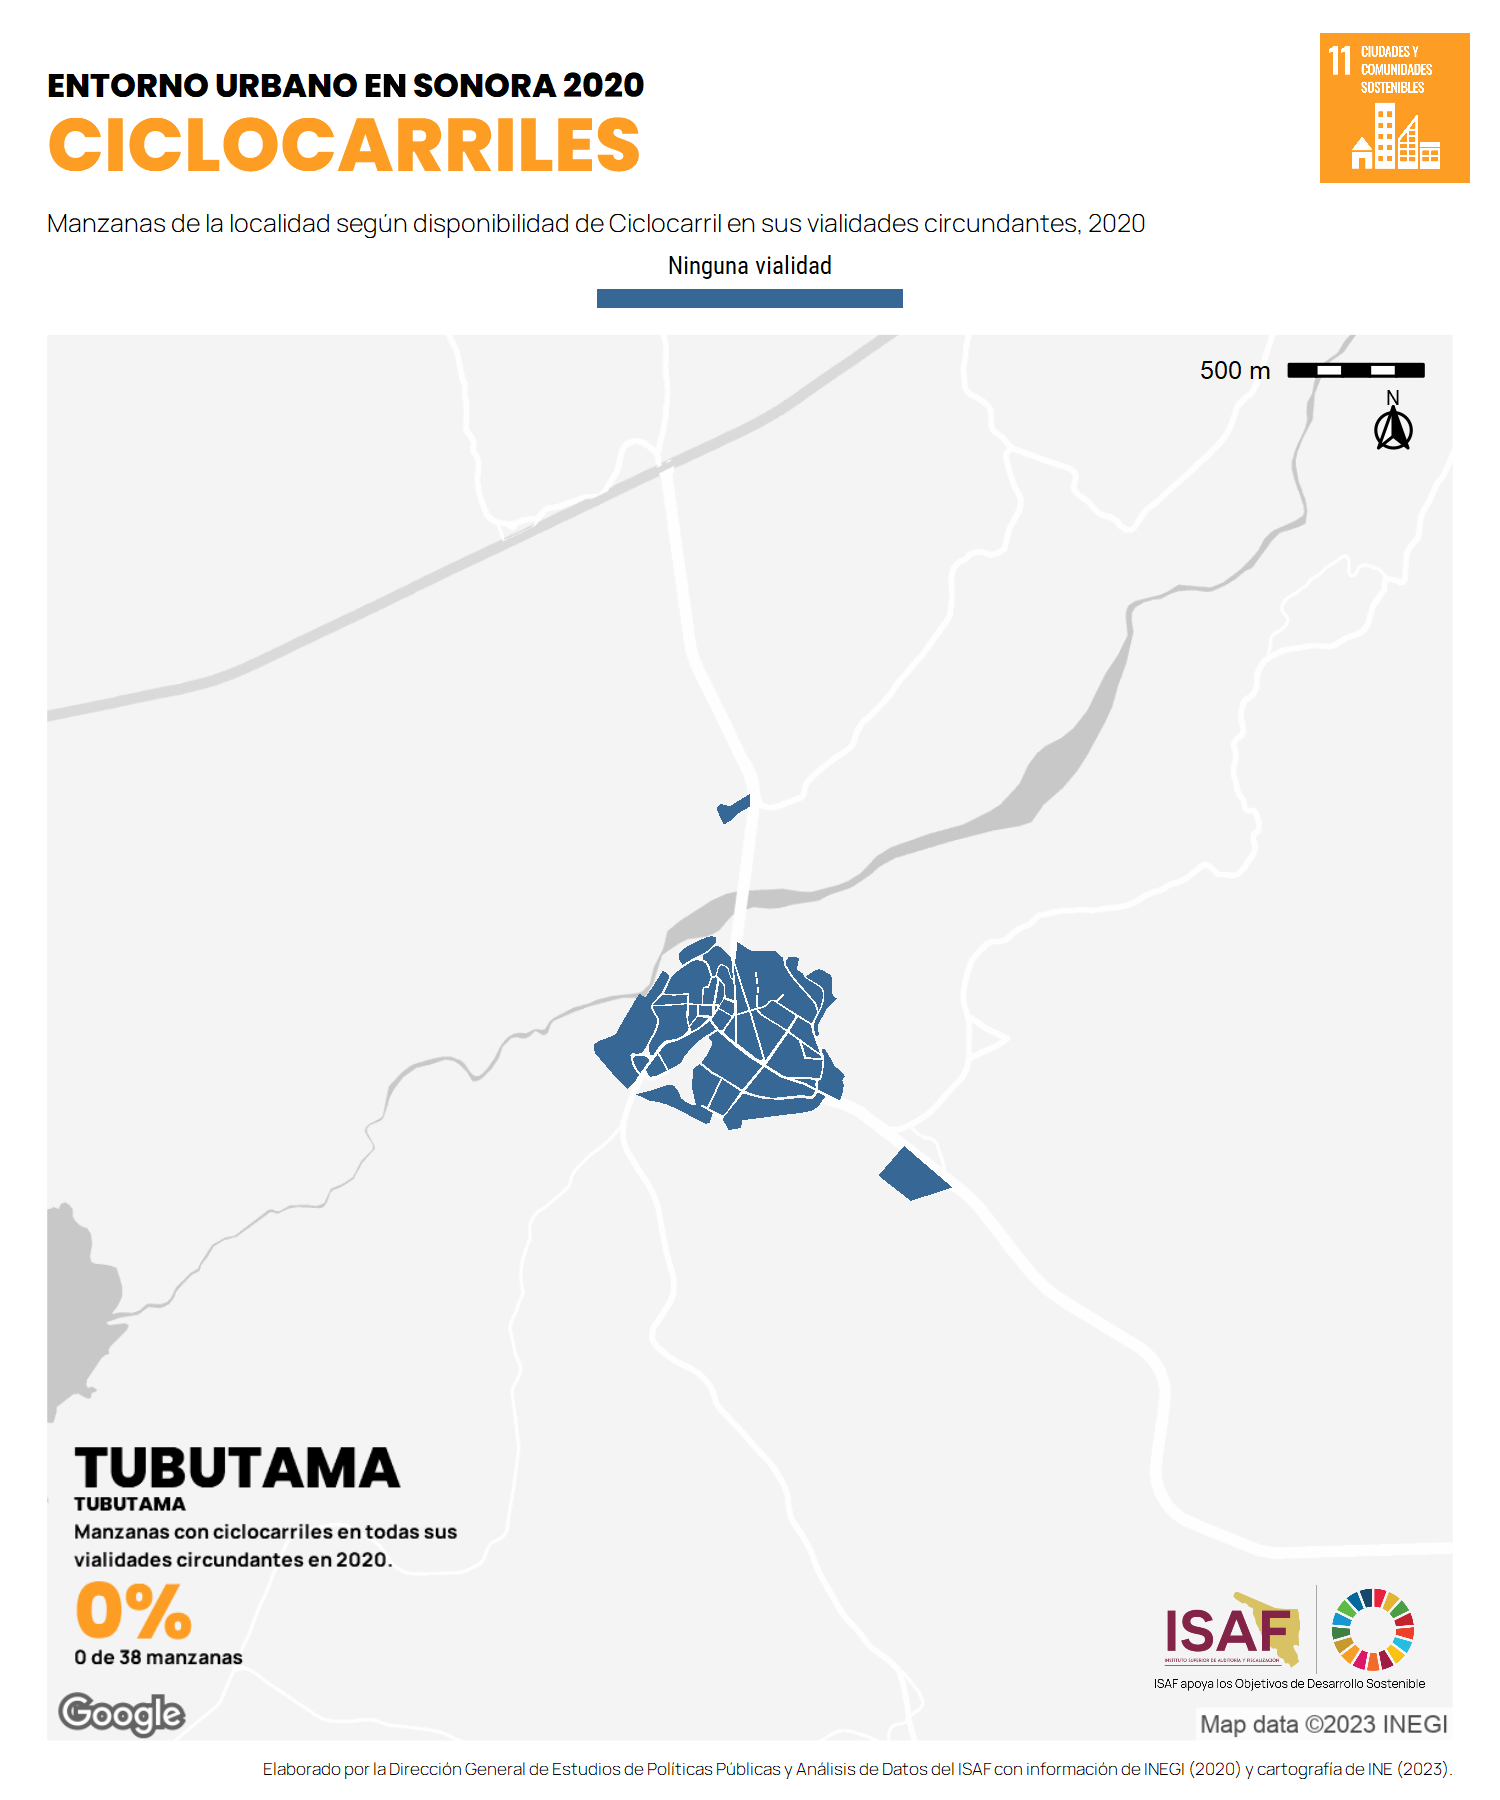 ENTORNO URBANO EN SONORA 2020
CICLOCARRILES
11 CIUDADES Y
COMUNIDADES
SOSTENIBLES
Manzanas de la localidad según disponibilidad de Ciclocarril en sus vialidades circundantes, 2020
Ninguna vialidad
500 m
N
TUBUTAMA
TUBUTAMA
Manzanas con ciclocarriles en todas sus
vialidades circundantes en 2020.
0%
0 de 38 manzanas
ISAF
INSTITUTO SUPERIOR DE AUDITORÍA Y FISCALIZACIÓN
ISAF apoya los Objetivos de Desarrollo Sostenible
Google
Map data ©2023 INEGI
Elaborado por la Dirección General de Estudios de Políticas Públicas y Análisis de Datos del ISAF con información de INEGI (2020) y cartografía de INE (2023).